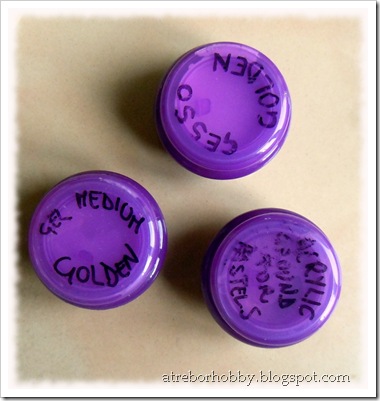 GOLDEN
GESSO
GEL MEDIUM
GOLDEN
ACRYLIC
GROUND
FOR
PASTELS
atreborhobby.blogspot.com